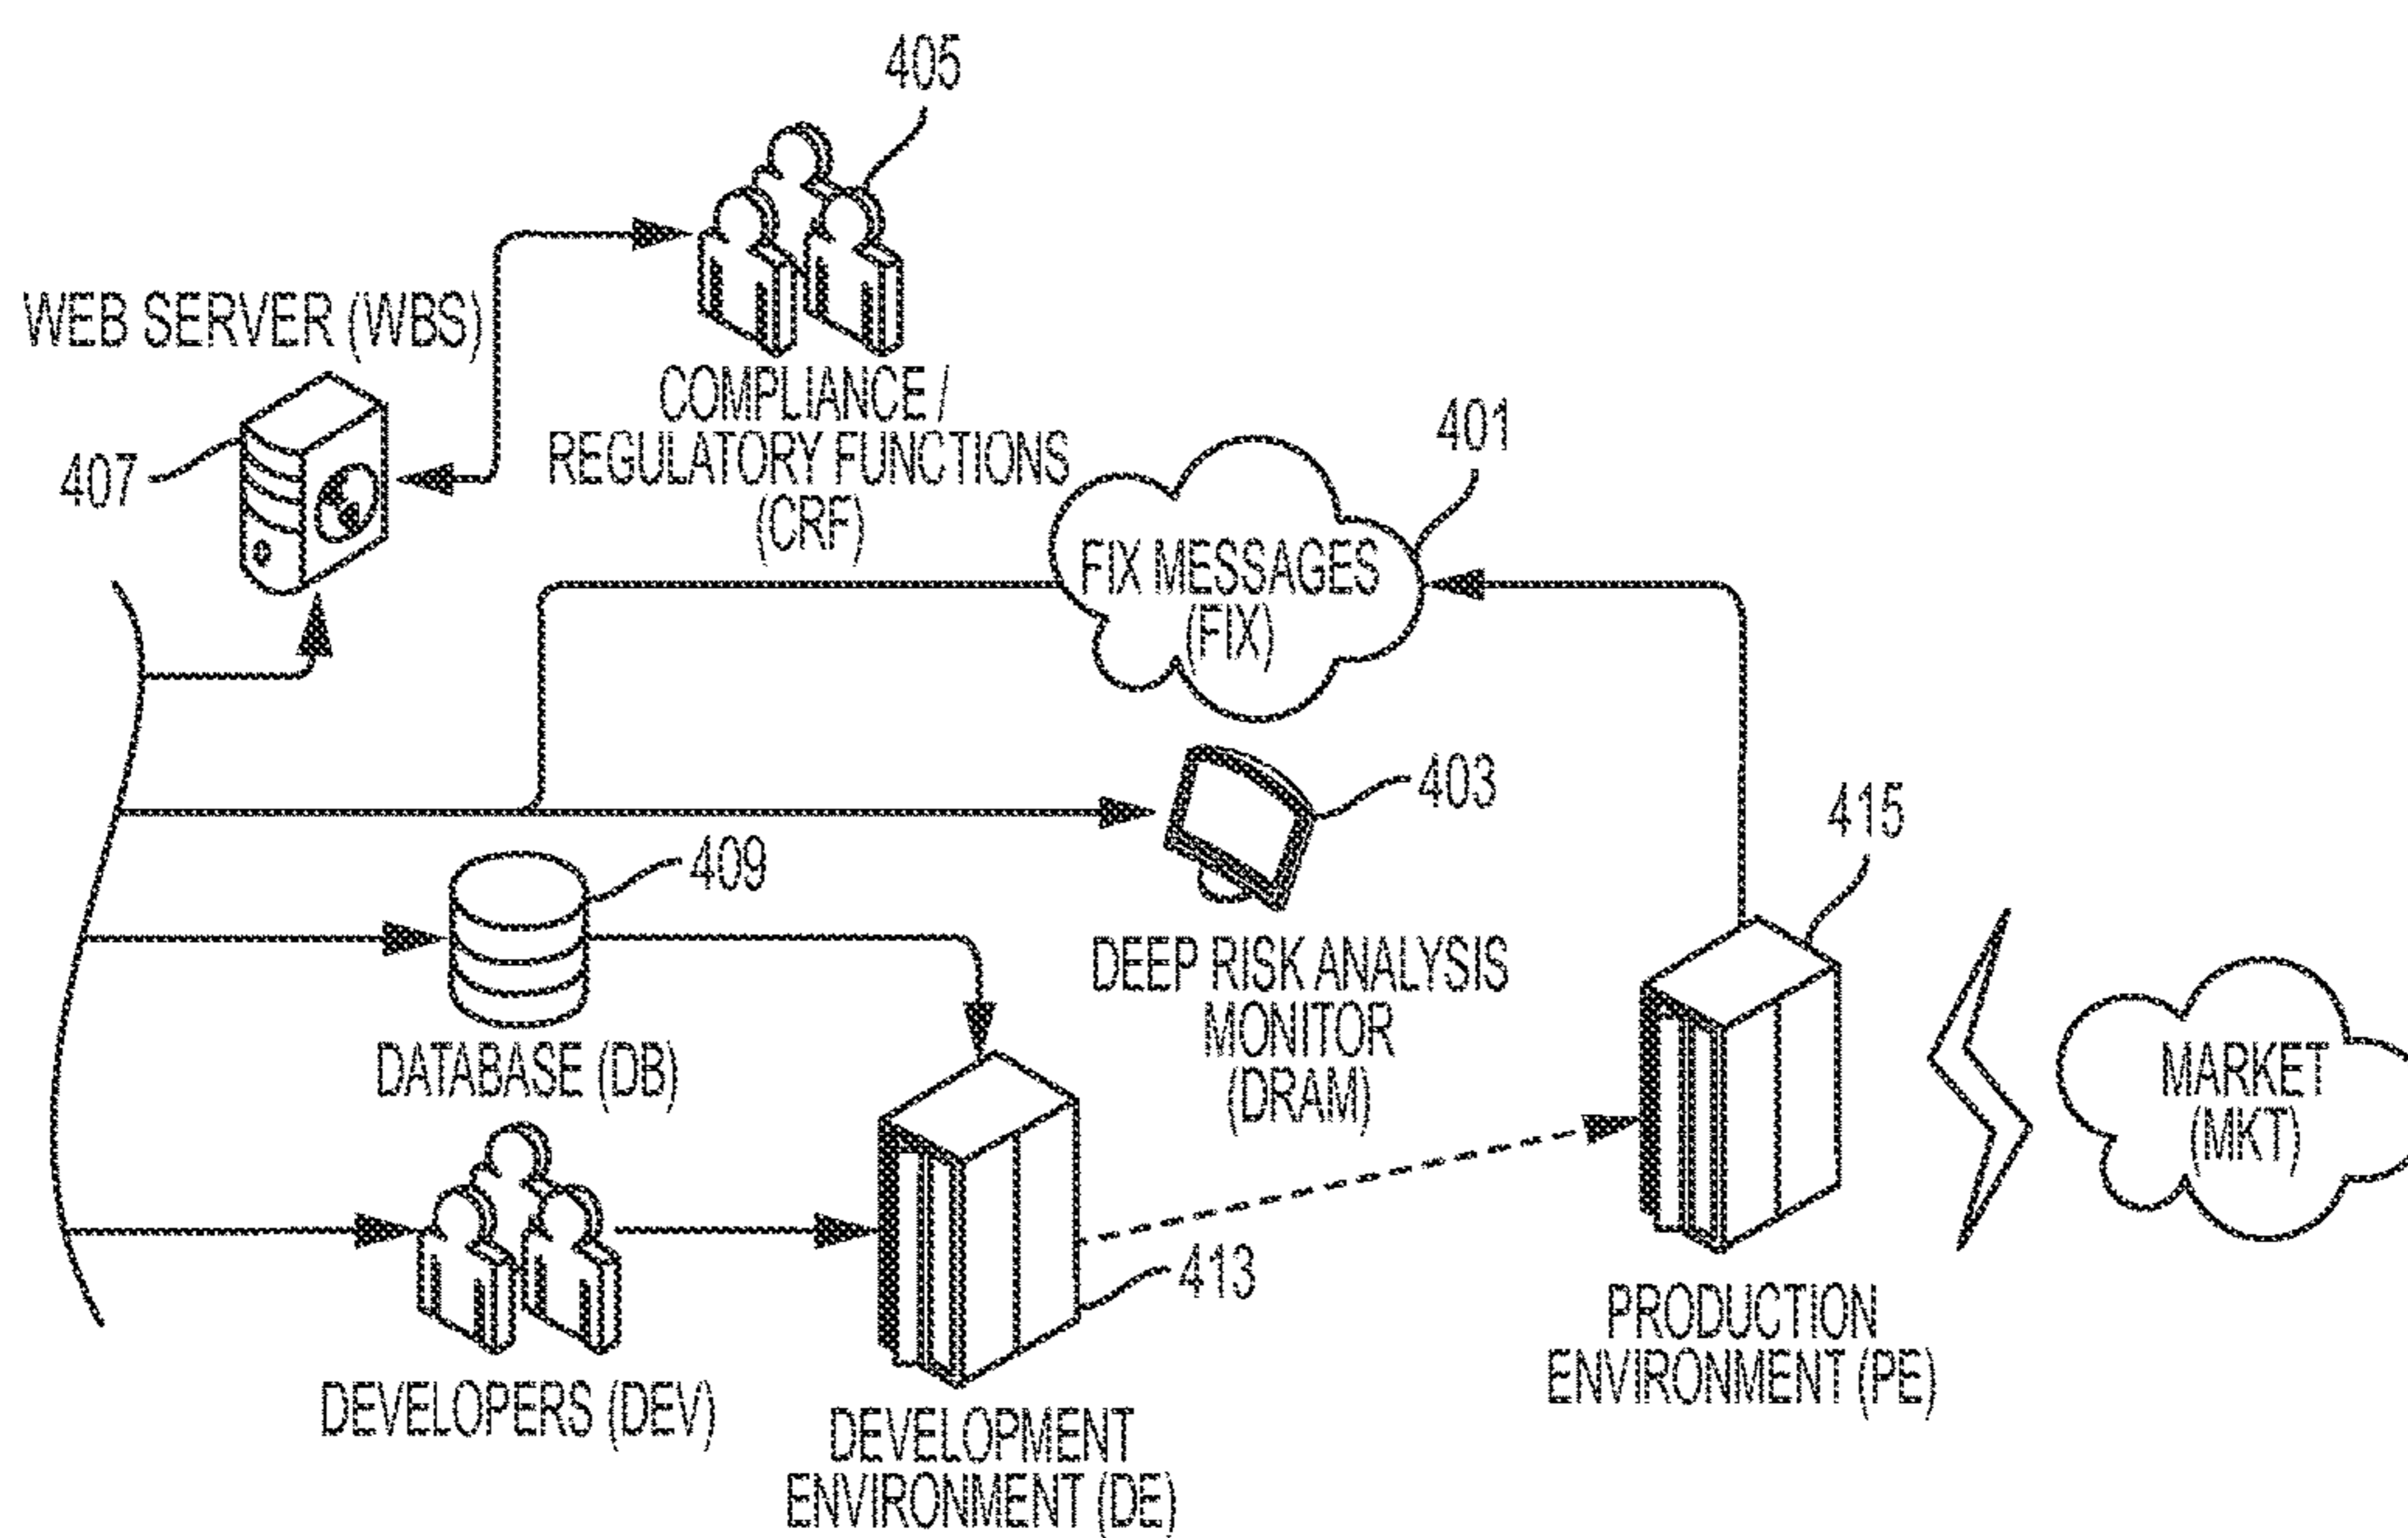 405
WEB SERVER (WBS)
407
COMPLIANCE /
REGULATORY FUNCTIONS
(CRF)
401
FIX MESSAGES
(FIX)
403
415
409
DEEP RISK ANALYSIS
MONITOR
(DRAM)
DATABASE (DB)
MARKET
(MKT)
413
DEVELOPERS (DEV)
DEVELOPMENT
ENVIRONMENT (DE)
PRODUCTION
ENVIRONMENT (PE)